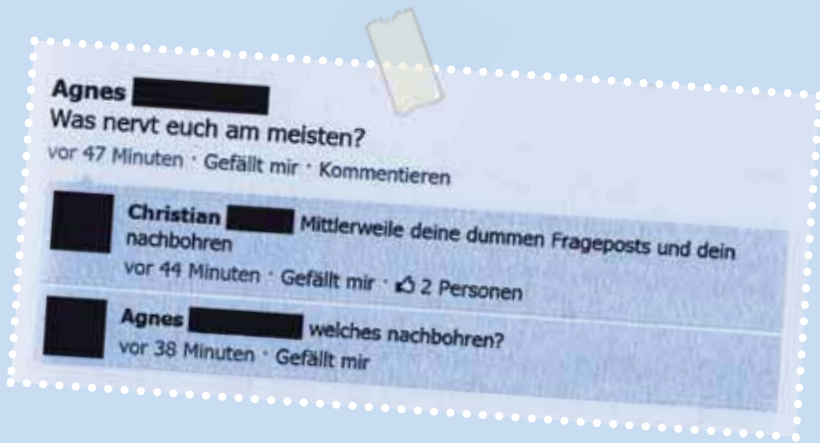 Agnes
Was nervt euch am meisten?
vor 47 Minuten · Gefällt mir · Kommentieren
Christian Mittlerweile deine dummen Frageposts und dein
nachbohren
vor 44 Minuten · Gefällt mir · 2 Personen
Agnes welches nachbohren?
vor 38 Minuten · Gefällt mir